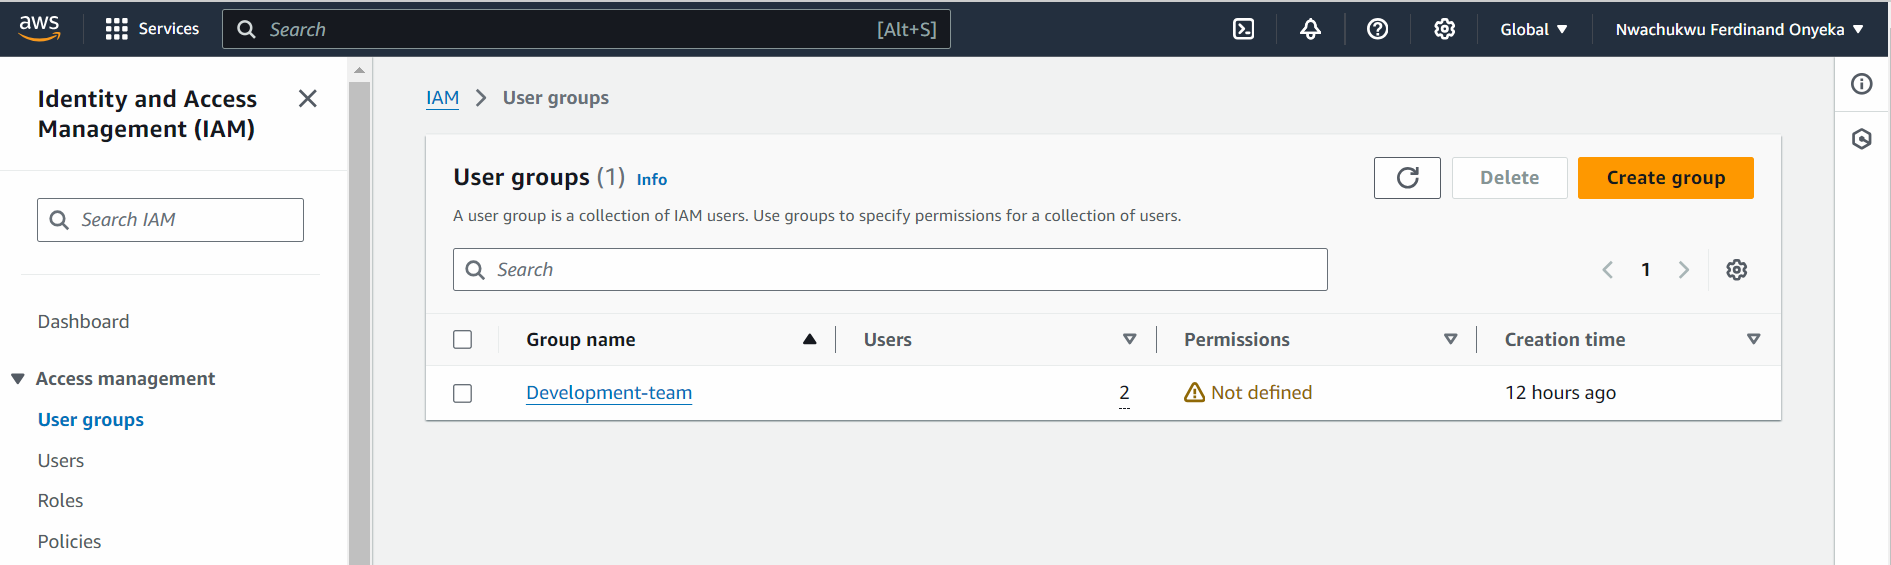 aws
Services
Search
[Alt+S]
Global
Nwachukwu Ferdinand Onyeka
Identity and Access
Management (IAM)
Search IAM
Dashboard
Access management
User groups
Users
Roles
Policies
IAM
User groups
User groups (1) Info
Delete
Create group
A user group is a collection of IAM users. Use groups to specify permissions for a collection of users.
Search
1
Group name
Users
Permissions
Creation time
Development-team
2
Not defined
12 hours ago